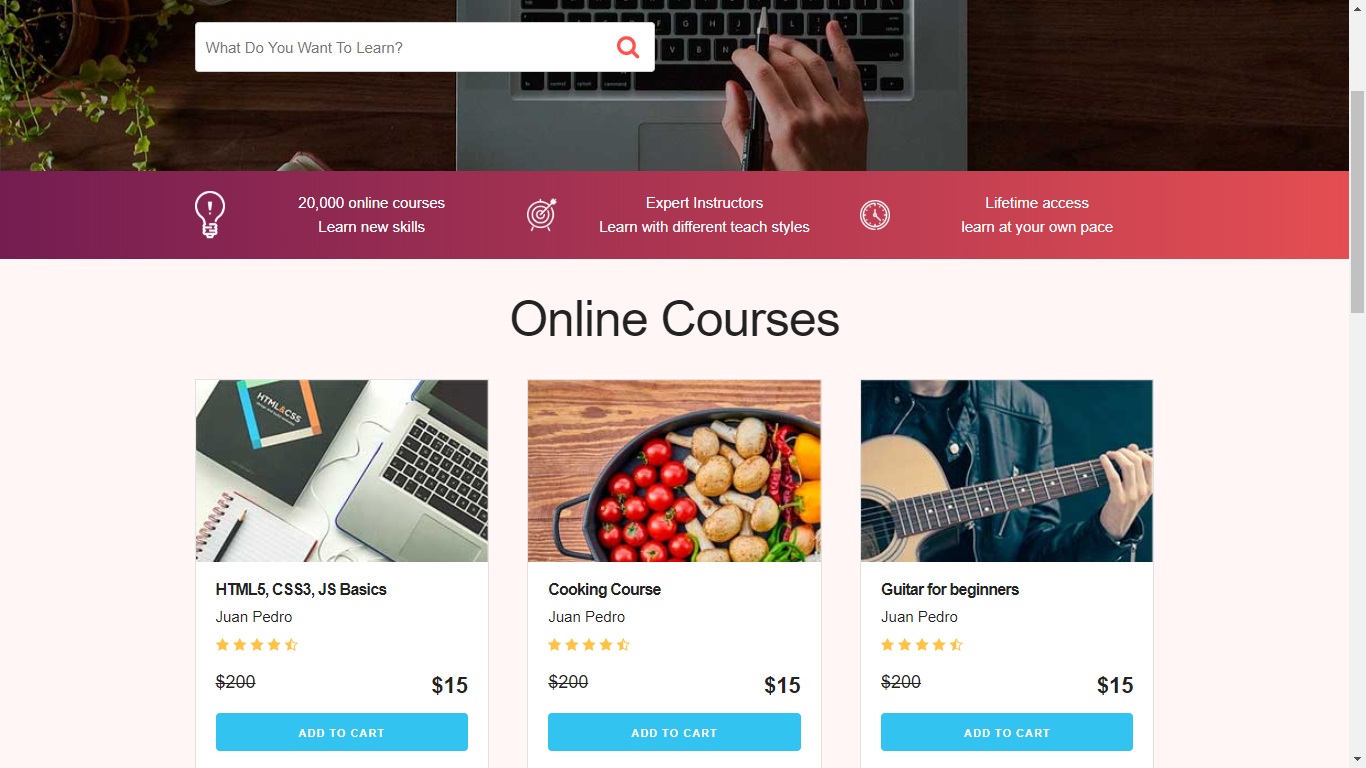 What Do You Want To Learn?
20,000 online courses
Learn new skills
Expert Instructors
Learn with different teach styles
Lifetime access
learn at your own pace
Online Courses
HTML&CSS
HTML5, CSS3, JS Basics
Juan Pedro
$200
$15
ADD TO CART
Cooking Course
Juan Pedro
$200
$15
ADD TO CART
Guitar for beginners
Juan Pedro
$200
$15
ADD TO CART